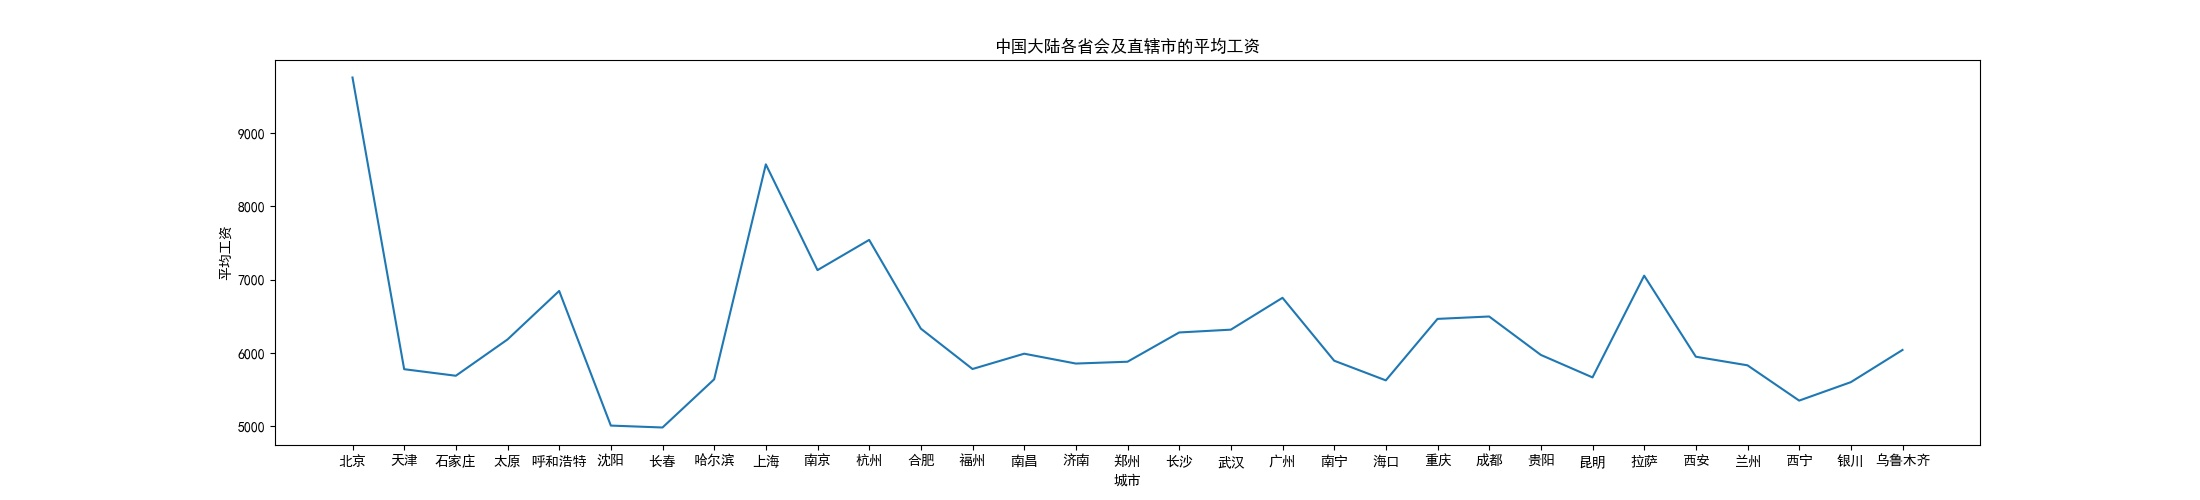 中国大陆各省会及直辖市的平均工资
平均工资
9000
8000
7000
6000
5000
北京 天津 石家庄 太原 呼和浩特 沈阳 长春 哈尔滨 上海 南京 杭州 合肥 福州 南昌 济南 郑州 长沙 武汉 广州 南宁 海口 重庆 成都 贵阳 昆明 拉萨 西安 兰州 西宁 银川 乌鲁木齐
城市